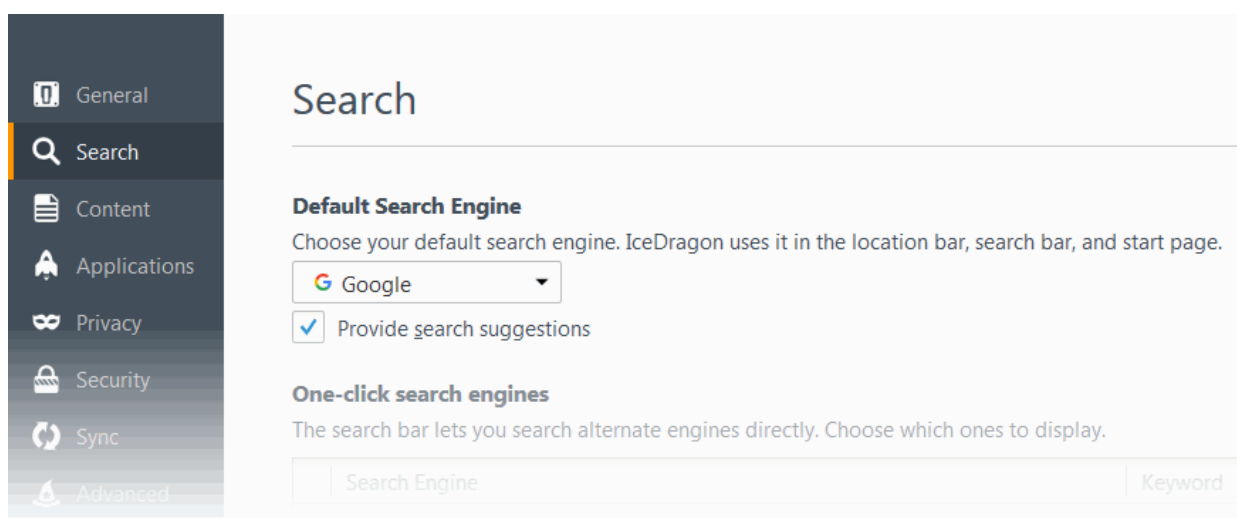 General
Search
Content
Applications
Privacy
Security
Sync
Advanced
Search
Default Search Engine
Choose your default search engine. IceDragon uses it in the location bar, search bar, and start page.
Google
Provide search suggestions
One-click search engines
The search bar lets you search alternate engines directly. Choose which ones to display.
Search Engine Keyword